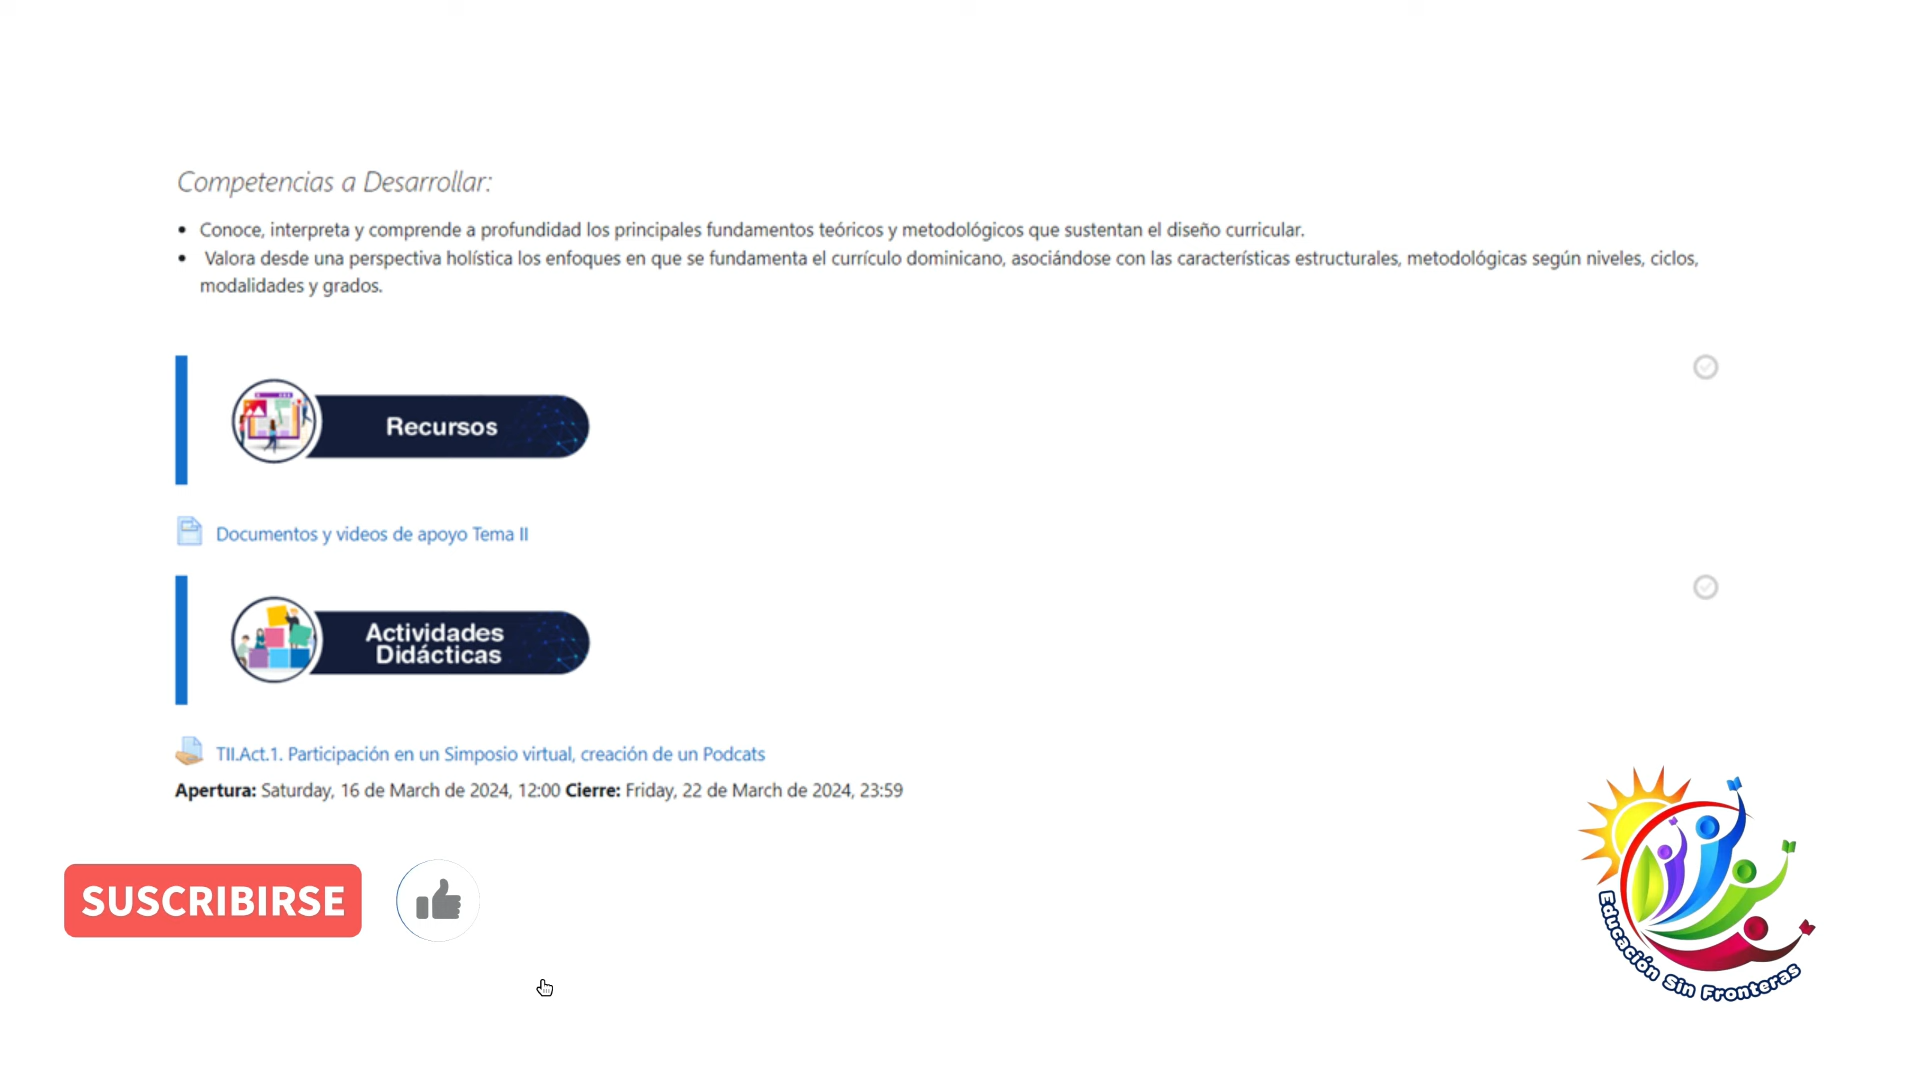 Competencias a Desarrollar:
• Conoce, interpreta y comprende a profundidad los principales fundamentos teóricos y metodológicos que sustentan el diseño curricular.
• Valora desde una perspectiva holística los enfoques en que se fundamenta el currículo dominicano, asociándose con las características estructurales, metodológicas según niveles, ciclos,
modalidades y grados.
Recursos
Documentos y videos de apoyo Tema II
Actividades
Didácticas
TII.Act.1. Participación en un Simposio virtual, creación de un Podcats
Apertura: Saturday, 16 de March de 2024, 12:00 Cierre: Friday, 22 de March de 2024, 23:59
SUSCRIBIRSE
Educación Sin Fronteras